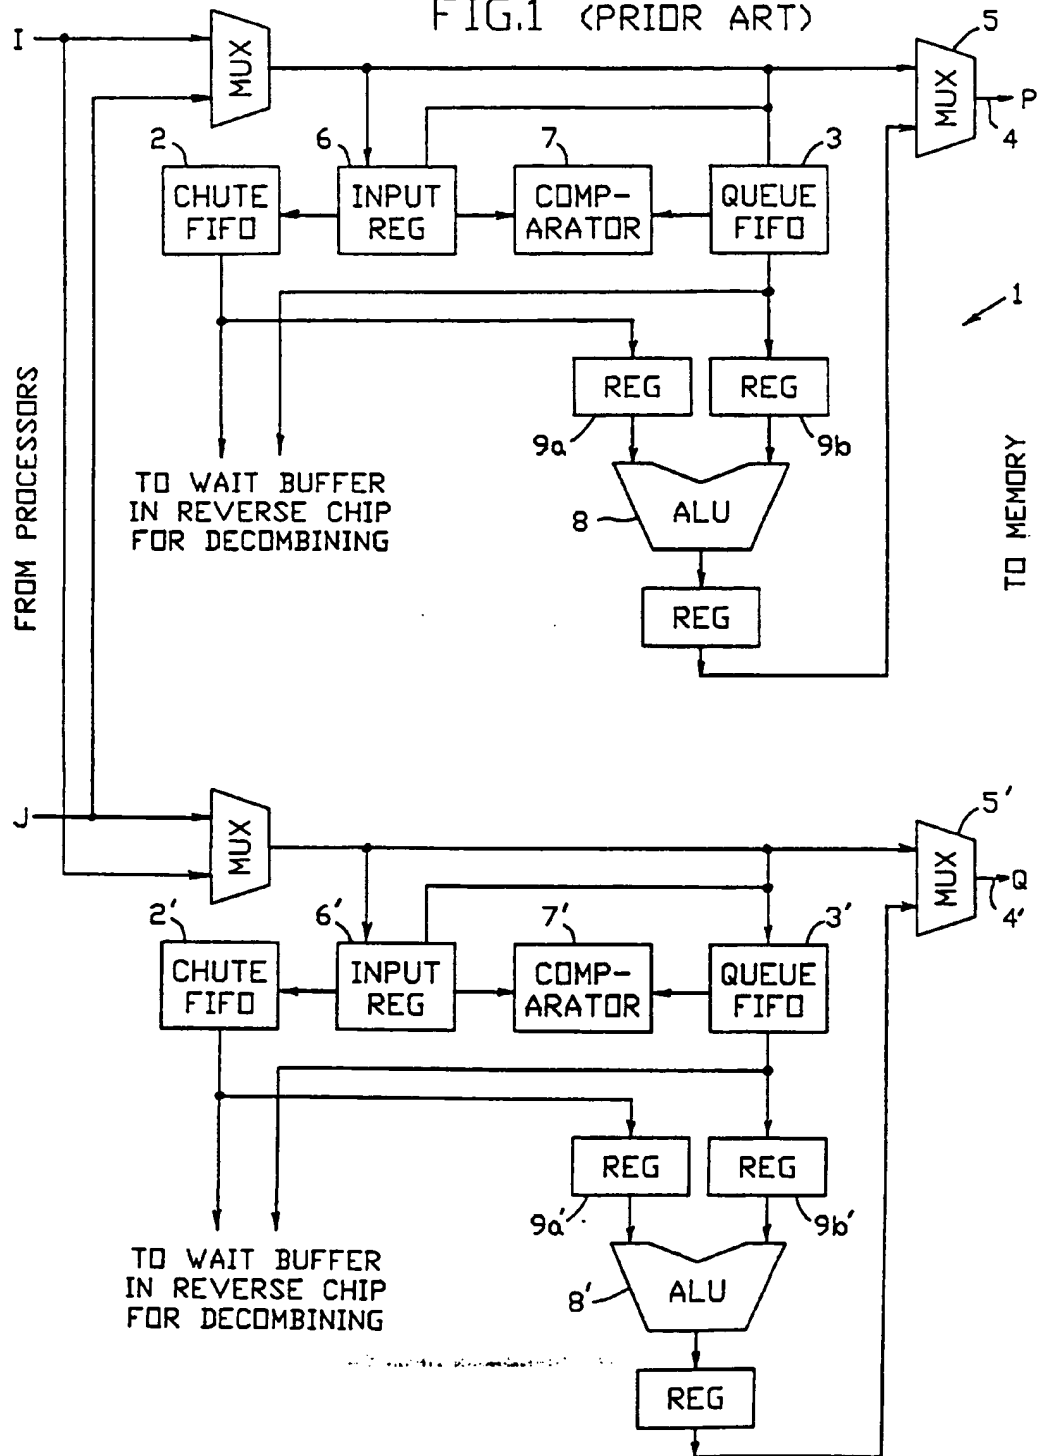 FIG.1 (PRIOR ART)
I
MUX
5
MUX
P
4
2
6
7
3
CHUTE
FIFO
INPUT
REG
COMP-
ARATOR
QUEUE
FIFO
1
FROM PROCESSORS
REG
REG
9a
9b
TO WAIT BUFFER
IN REVERSE CHIP
FOR DECOMBINING
8
ALU
TO MEMORY
REG
J
MUX
5'
MUX
Q
4'
2'
6'
7'
3'
CHUTE
FIFO
INPUT
REG
COMP-
ARATOR
QUEUE
FIFO
REG
REG
9a'
9b'
TO WAIT BUFFER
IN REVERSE CHIP
FOR DECOMBINING
8'
ALU
REG